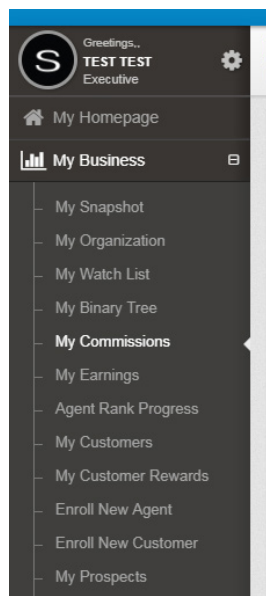 S
Greetings,.
TEST TEST
Executive
My Homepage
My Business
My Snapshot
My Organization
My Watch List
My Binary Tree
My Commissions
My Earnings
Agent Rank Progress
My Customers
My Customer Rewards
Enroll New Agent
Enroll New Customer
My Prospects